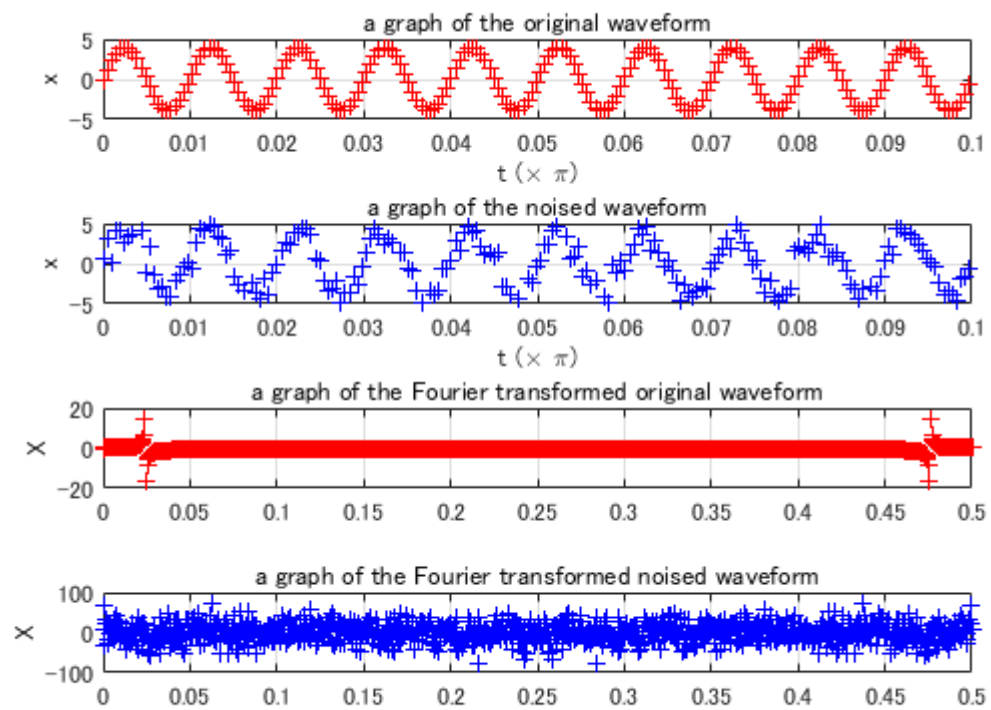 a graph of the original waveform
5
0
-5
x
0 0.01 0.02 0.03 0.04 0.05 0.06 0.07 0.08 0.09 0.1
t (× π)
a graph of the noised waveform
5
0
-5
x
0 0.01 0.02 0.03 0.04 0.05 0.06 0.07 0.08 0.09 0.1
t (× π)
a graph of the Fourier transformed original waveform
20
0
-20
X
0 0.05 0.1 0.15 0.2 0.25 0.3 0.35 0.4 0.45 0.5
a graph of the Fourier transformed noised waveform
100
0
-100
X
0 0.05 0.1 0.15 0.2 0.25 0.3 0.35 0.4 0.45 0.5